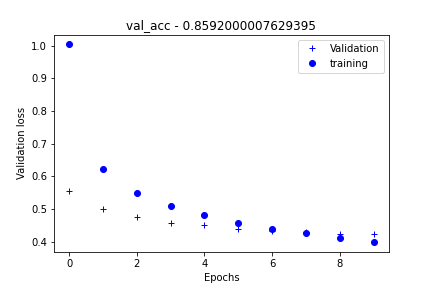 val_acc - 0.8592000007629395
Validation
training
Validation loss
1.0
0.9
0.8
0.7
0.6
0.5
0.4
0 2 4 6 8
Epochs